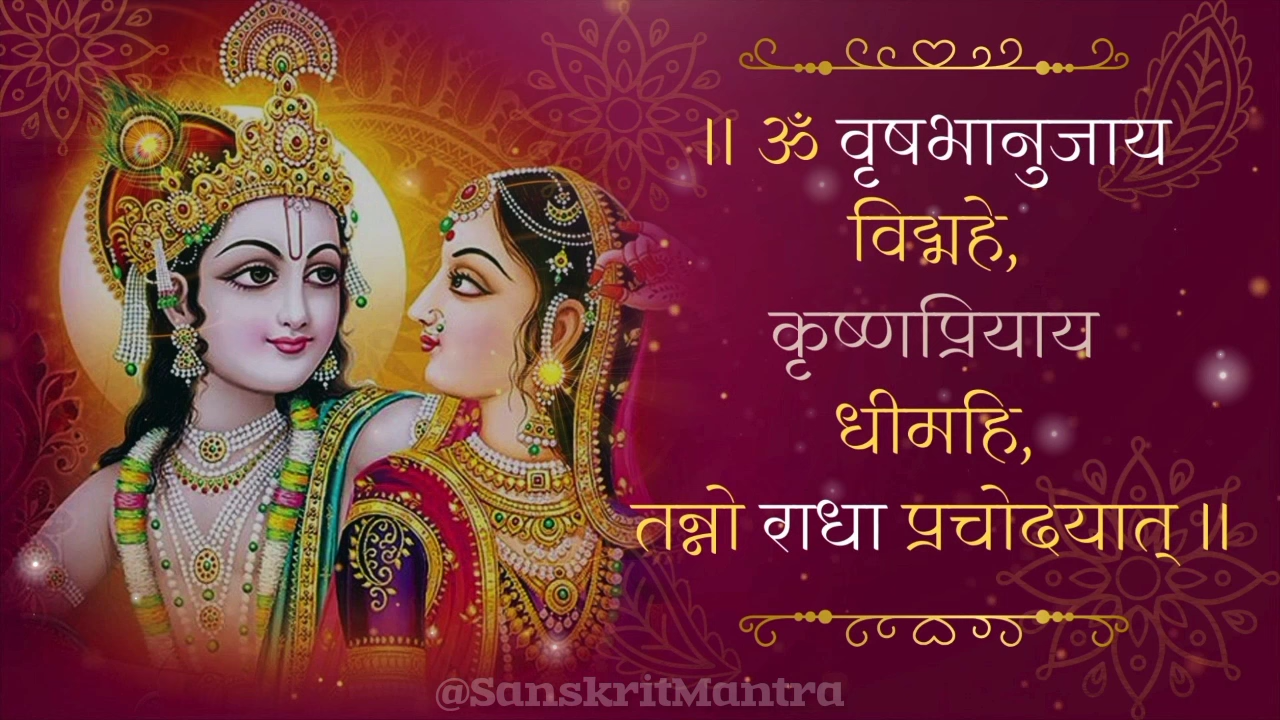 ॥ ॐ वृषभानुजाय
विद्महे,
कृष्णप्रियाय
धीमहि,
तन्नो राधा प्रचोदयात् ॥
@SanskritMantra